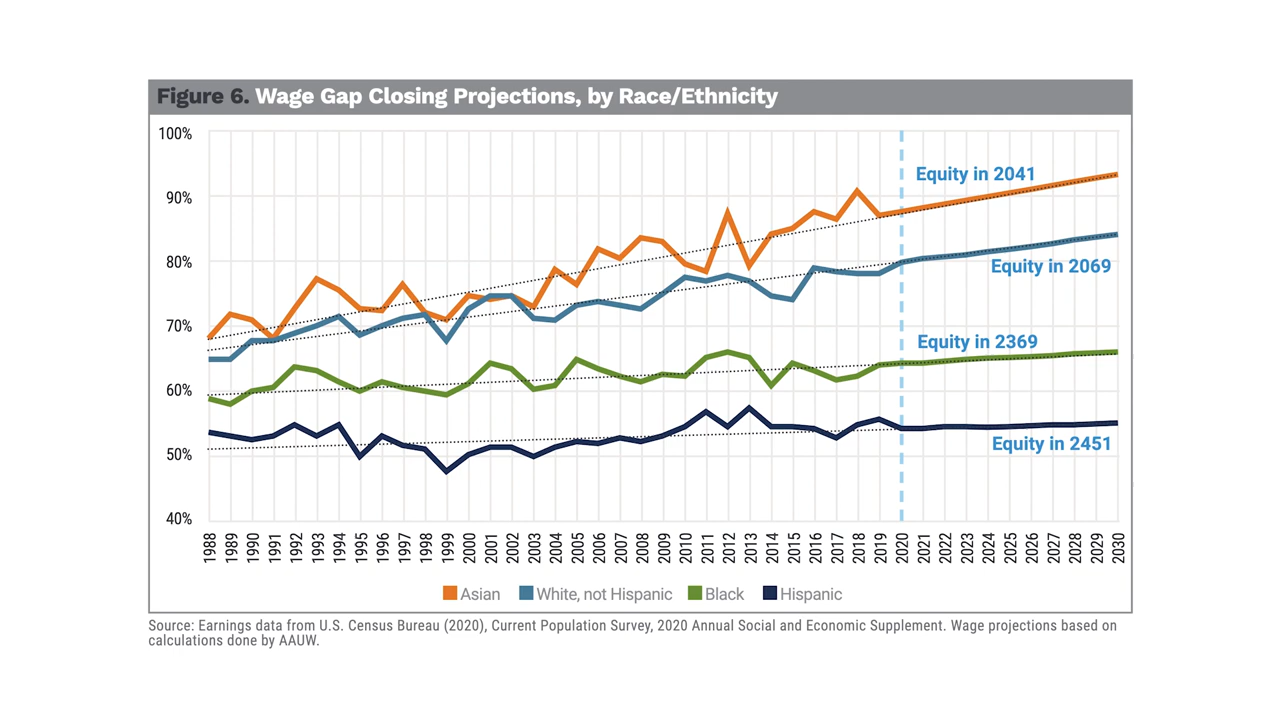 Figure 6. Wage Gap Closing Projections, by Race/Ethnicity
100%
90%
80%
70%
60%
50%
40%
Equity in 2041
Equity in 2069
Equity in 2369
Equity in 2451
1988 1989 1990 1991 1992 1993 1994 1995 1996 1997 1998 1999 2000 2001 2002 2003 2004 2005 2006 2007 2008 2009 2010 2011 2012 2013 2014 2015 2016 2017 2018 2019 2020 2021 2022 2023 2024 2025 2026 2027 2028 2029 2030
Asian White, not Hispanic Black Hispanic
Source: Earnings data from U.S. Census Bureau (2020), Current Population Survey, 2020 Annual Social and Economic Supplement. Wage projections based on
calculations done by AAUW.